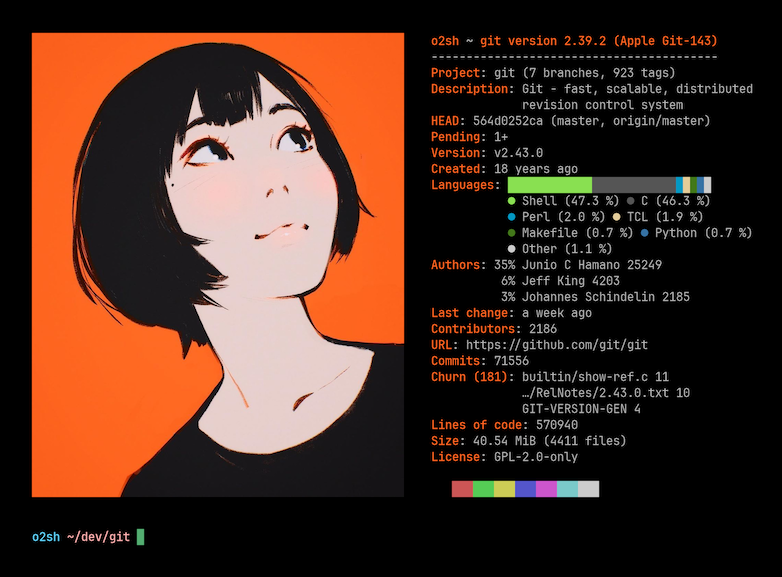 o2sh ~ git version 2.39.2 (Apple Git-143)
-----------------------------------------
Project: git (7 branches, 923 tags)
Description: Git - fast, scalable, distributed
revision control system
HEAD: 564d0252ca (master, origin/master)
Pending: 1+
Version: v2.43.0
Created: 18 years ago
Languages:
● Shell (47.3 %) ● C (46.3 %)
● Perl (2.0 %) ● TCL (1.9 %)
● Makefile (0.7 %) ● Python (0.7 %)
● Other (1.1 %)
Authors: 35% Junio C Hamano 25249
6% Jeff King 4203
3% Johannes Schindelin 2185
Last change: a week ago
Contributors: 2186
URL: https://github.com/git/git
Commits: 71556
Churn (181): builtin/show-ref.c 11
…/RelNotes/2.43.0.txt 10
GIT-VERSION-GEN 4
Lines of code: 570940
Size: 40.54 MiB (4411 files)
License: GPL-2.0-only
o2sh ~/dev/git